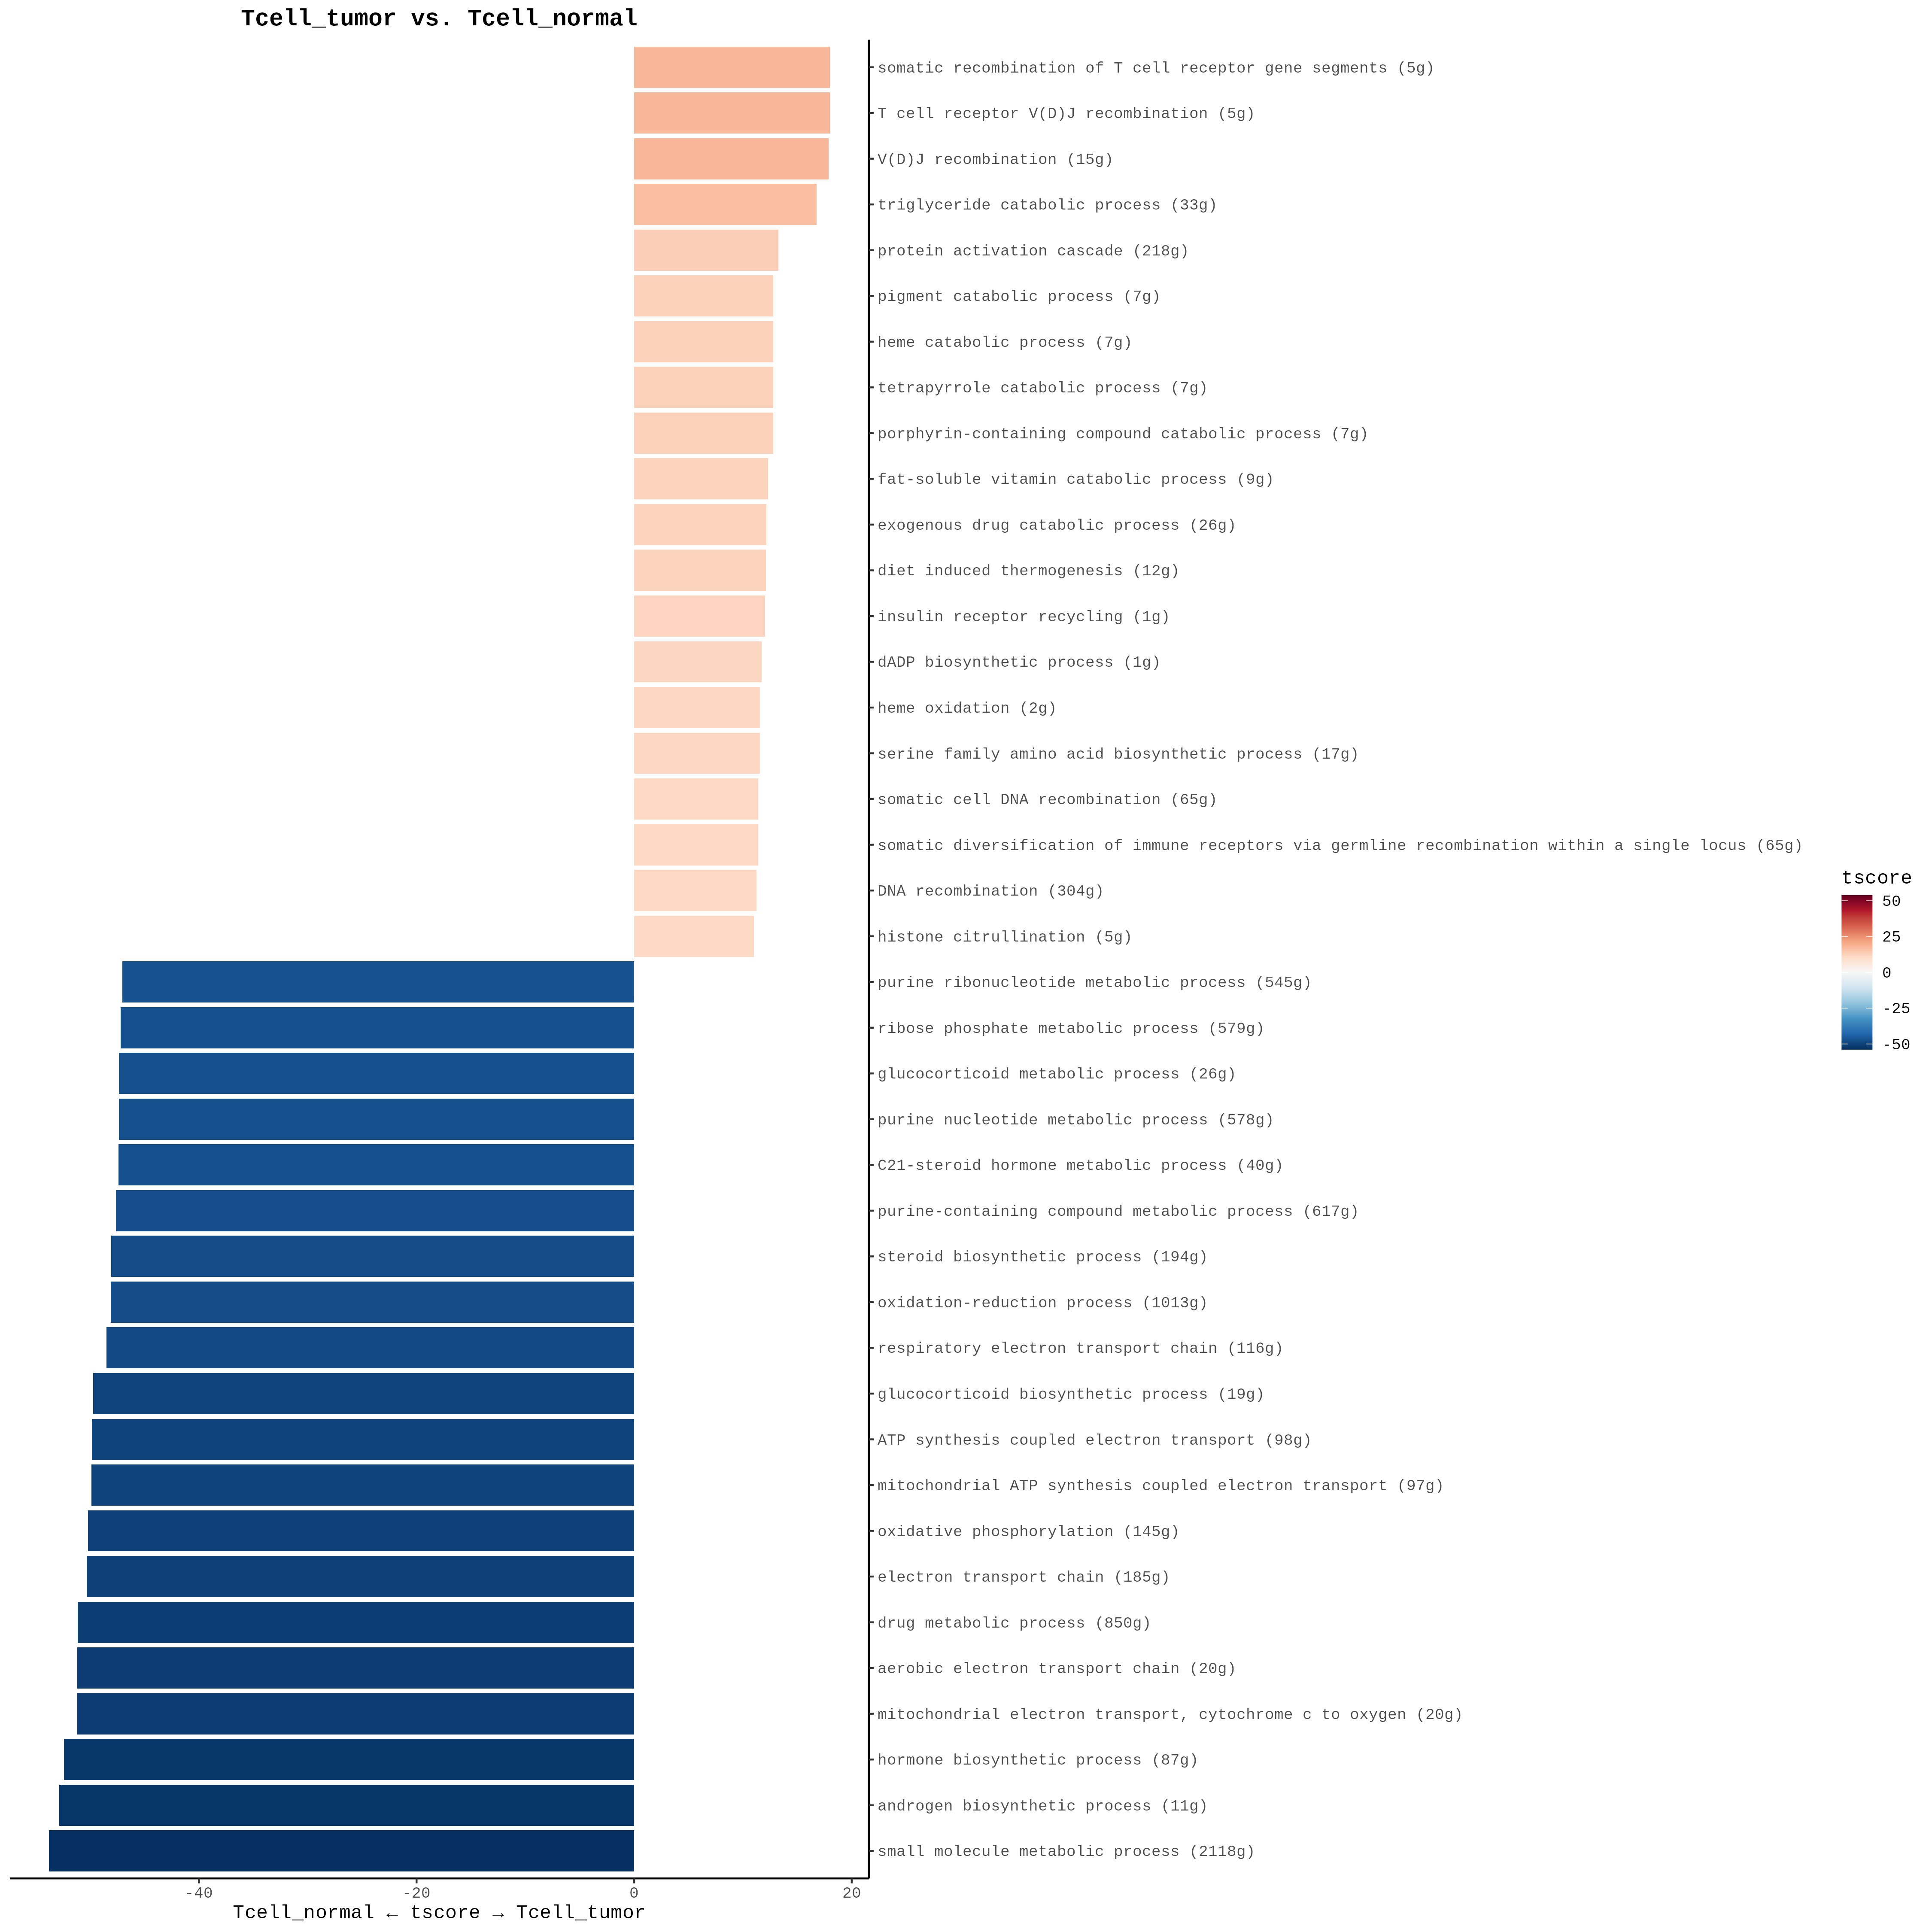 Tcell_tumor vs. Tcell_normal
somatic recombination of T cell receptor gene segments (5g)
T cell receptor V(D)J recombination (5g)
V(D)J recombination (15g)
triglyceride catabolic process (33g)
protein activation cascade (218g)
pigment catabolic process (7g)
heme catabolic process (7g)
tetrapyrrole catabolic process (7g)
porphyrin-containing compound catabolic process (7g)
fat-soluble vitamin catabolic process (9g)
exogenous drug catabolic process (26g)
diet induced thermogenesis (12g)
insulin receptor recycling (1g)
dADP biosynthetic process (1g)
heme oxidation (2g)
serine family amino acid biosynthetic process (17g)
somatic cell DNA recombination (65g)
somatic diversification of immune receptors via germline recombination within a single locus (65g)
DNA recombination (304g)
histone citrullination (5g)
purine ribonucleotide metabolic process (545g)
ribose phosphate metabolic process (579g)
glucocorticoid metabolic process (26g)
purine nucleotide metabolic process (578g)
C21-steroid hormone metabolic process (40g)
purine-containing compound metabolic process (617g)
steroid biosynthetic process (194g)
oxidation-reduction process (1013g)
respiratory electron transport chain (116g)
glucocorticoid biosynthetic process (19g)
ATP synthesis coupled electron transport (98g)
mitochondrial ATP synthesis coupled electron transport (97g)
oxidative phosphorylation (145g)
electron transport chain (185g)
drug metabolic process (850g)
aerobic electron transport chain (20g)
mitochondrial electron transport, cytochrome c to oxygen (20g)
hormone biosynthetic process (87g)
androgen biosynthetic process (11g)
small molecule metabolic process (2118g)
-40 -20 0 20
Tcell_normal ← tscore → Tcell_tumor
tscore
50
25
0
-25
-50